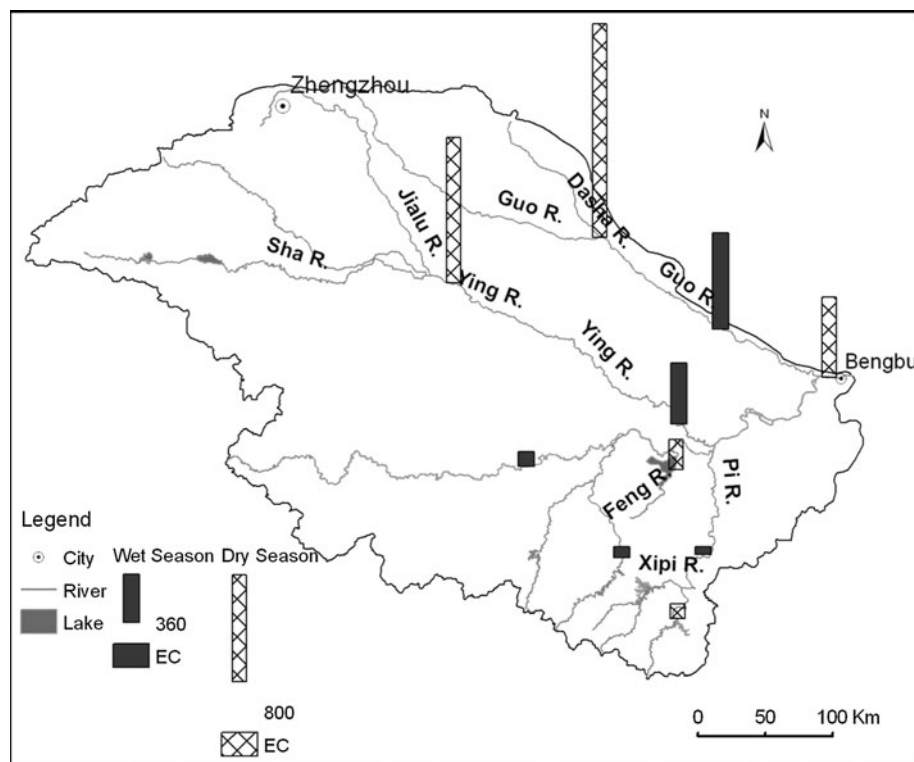 Zhengzhou
N
Dasha R.
Guo R.
Jialu R.
Sha R.
Guo R.
Ying R.
Ying R.
Bengbu
Pi R.
Feng R.
Xipi R.
Legend
City
River
Lake
Wet Season
360
EC
Dry Season
800
EC
0 50 100 Km